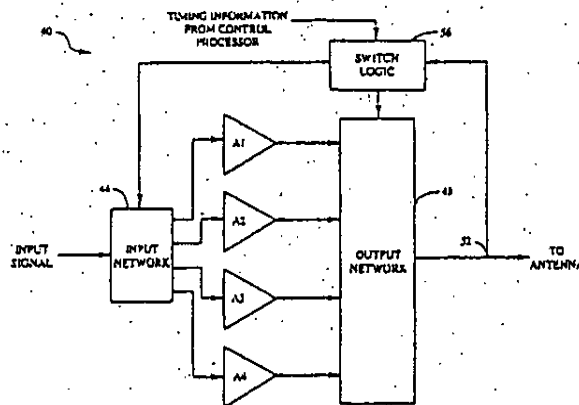 TIMING INFORMATION
FROM CONTROL
PROCESSOR
40
56
SWITCH
LOGIC
A1
44
48
A2
INPUT
SIGNAL
INPUT
NETWORK
OUTPUT
NETWORK
52
TO
ANTENNA
A3
A4